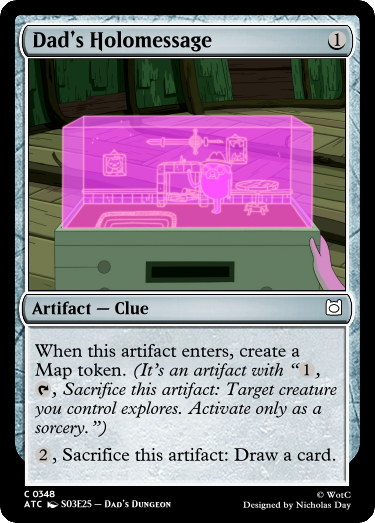 Dad's Holomessage 1
Artifact — Clue
When this artifact enters, create a
Map token. (It's an artifact with "1,
, Sacrifice this artifact: Target creature
you control explores. Activate only as a
sorcery.")
2, Sacrifice this artifact: Draw a card.
C 0348
ATC S03E25 – Dad's Dungeon
© WotC
Designed by Nicholas Day